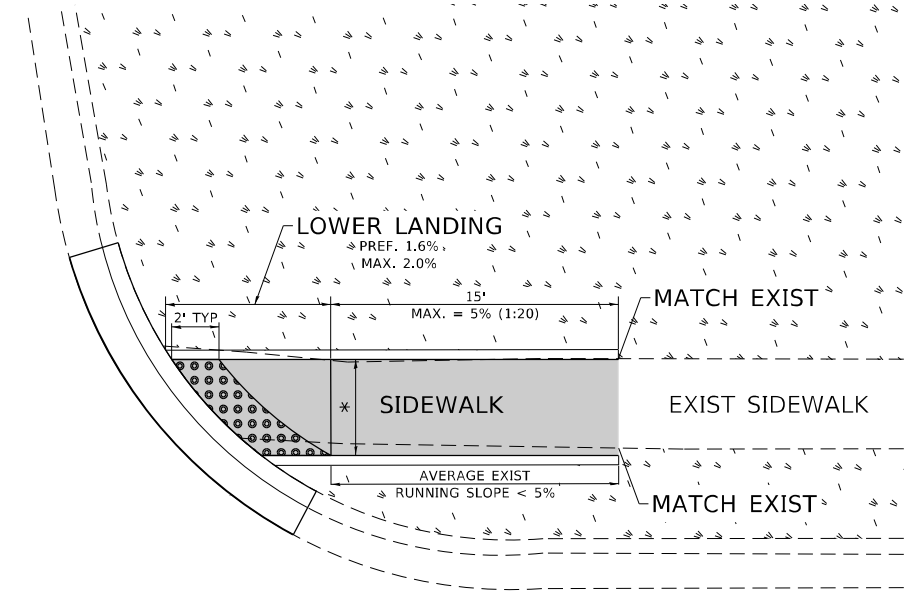 LOWER LANDING
PREF. 1.6%
MAX. 2.0%
15'
MAX. = 5% (1:20)
MATCH EXIST
2' TYP
*
SIDEWALK
EXIST SIDEWALK
AVERAGE EXIST
RUNNING SLOPE < 5%
MATCH EXIST